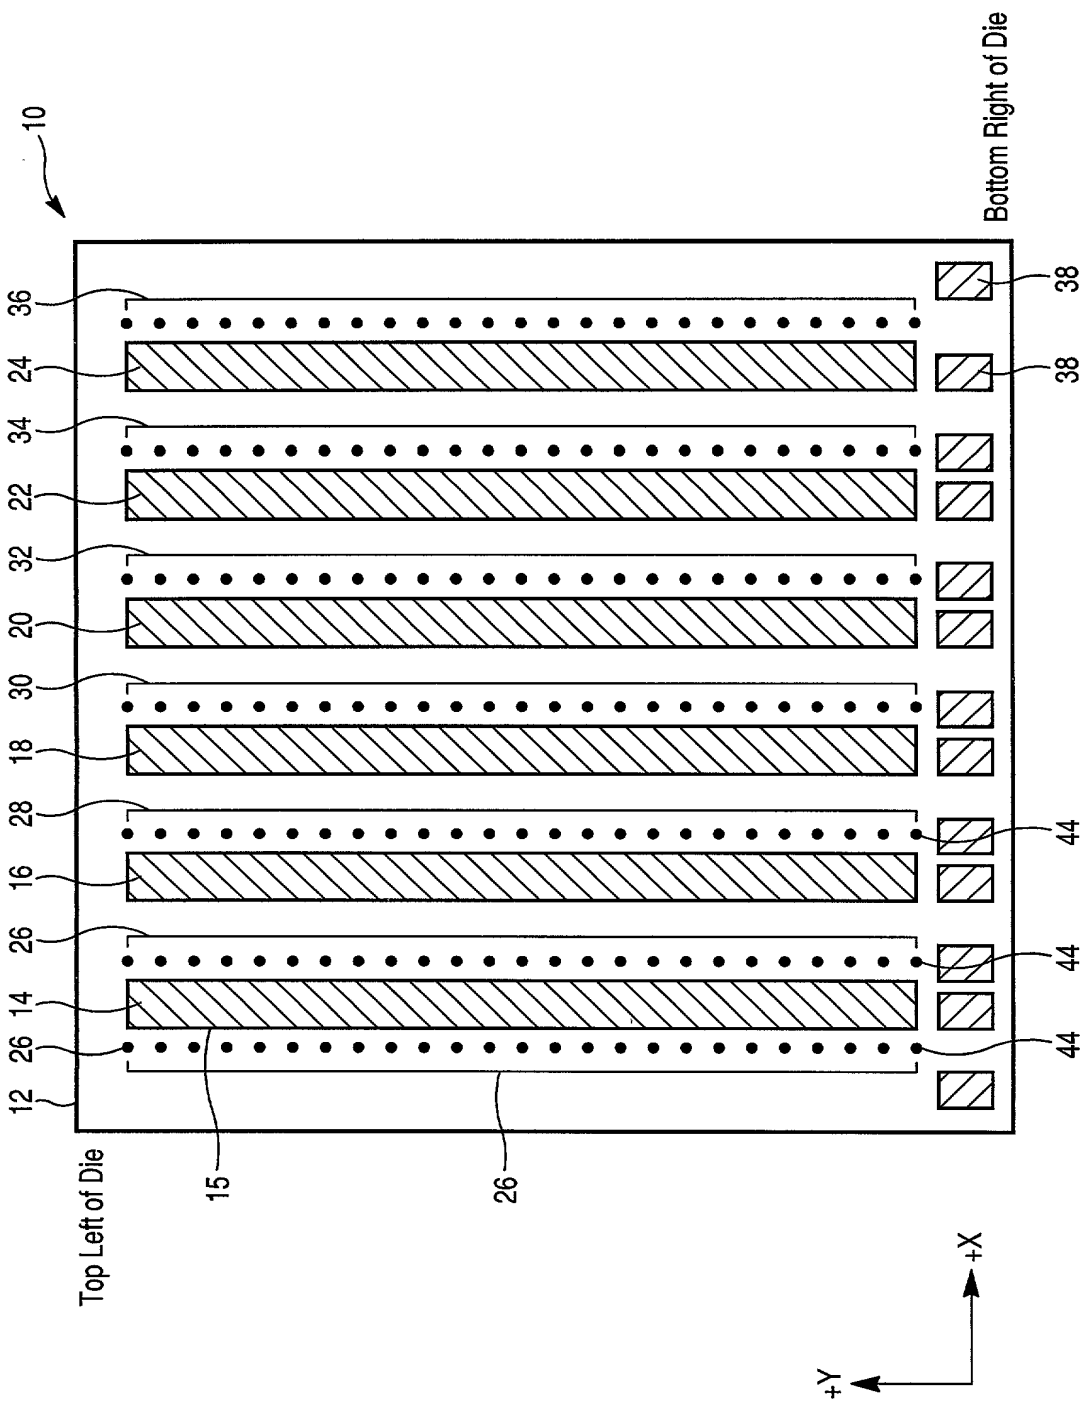 12 26 14 26 16 28 18 30 20 32 22 34 24 36 10
Top Left of Die
15
26
+Y
+X
Bottom Right of Die
44 44 44 38 38